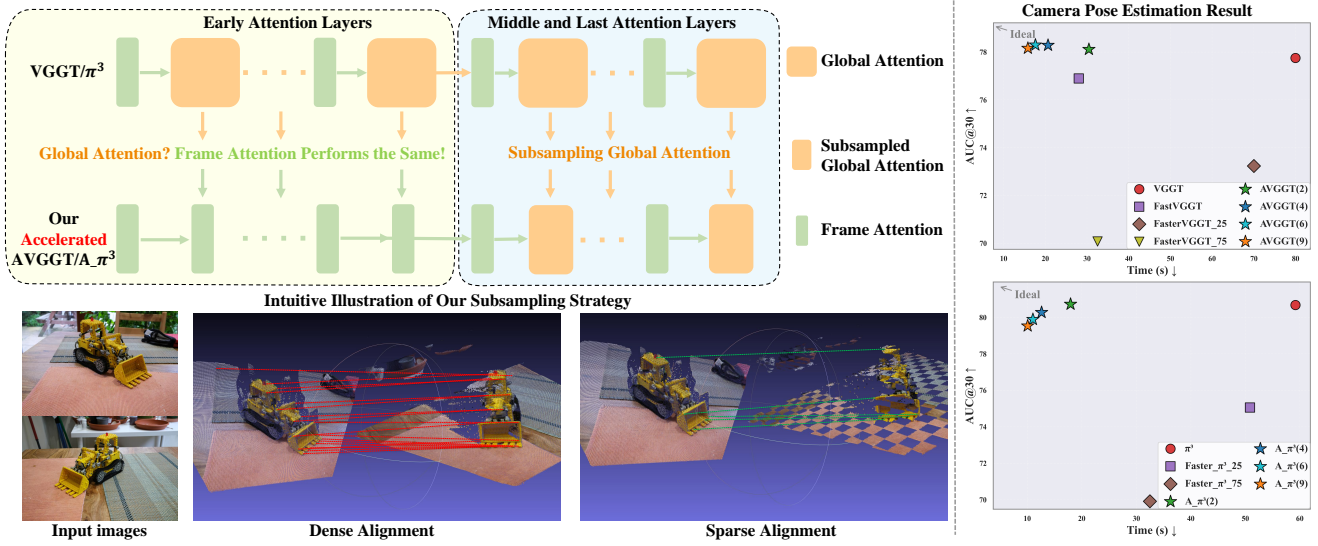 Early Attention Layers
Middle and Last Attention Layers
VGGT/π³
Global Attention
Global Attention? Frame Attention Performs the Same!
Subsampling Global Attention
Subsampled
Global Attention
Our
Accelerated
AVGGT/A_π³
Frame Attention
Intuitive Illustration of Our Subsampling Strategy
Input images
Dense Alignment
Sparse Alignment
Camera Pose Estimation Result
Ideal
AUC@30 ↑
78
76
74
72
70
VGGT
FastVGGT
FasterVGGT_25
FasterVGGT_75
AVGGT(2)
AVGGT(4)
AVGGT(6)
AVGGT(9)
10 20 30 40 50 60 70 80
Time (s) ↓
Ideal
AUC@30 ↑
80
78
76
74
72
70
π³
Faster_π³_25
Faster_π³_75
A_π³(2)
A_π³(4)
A_π³(6)
A_π³(9)
10 20 30 40 50 60
Time (s) ↓